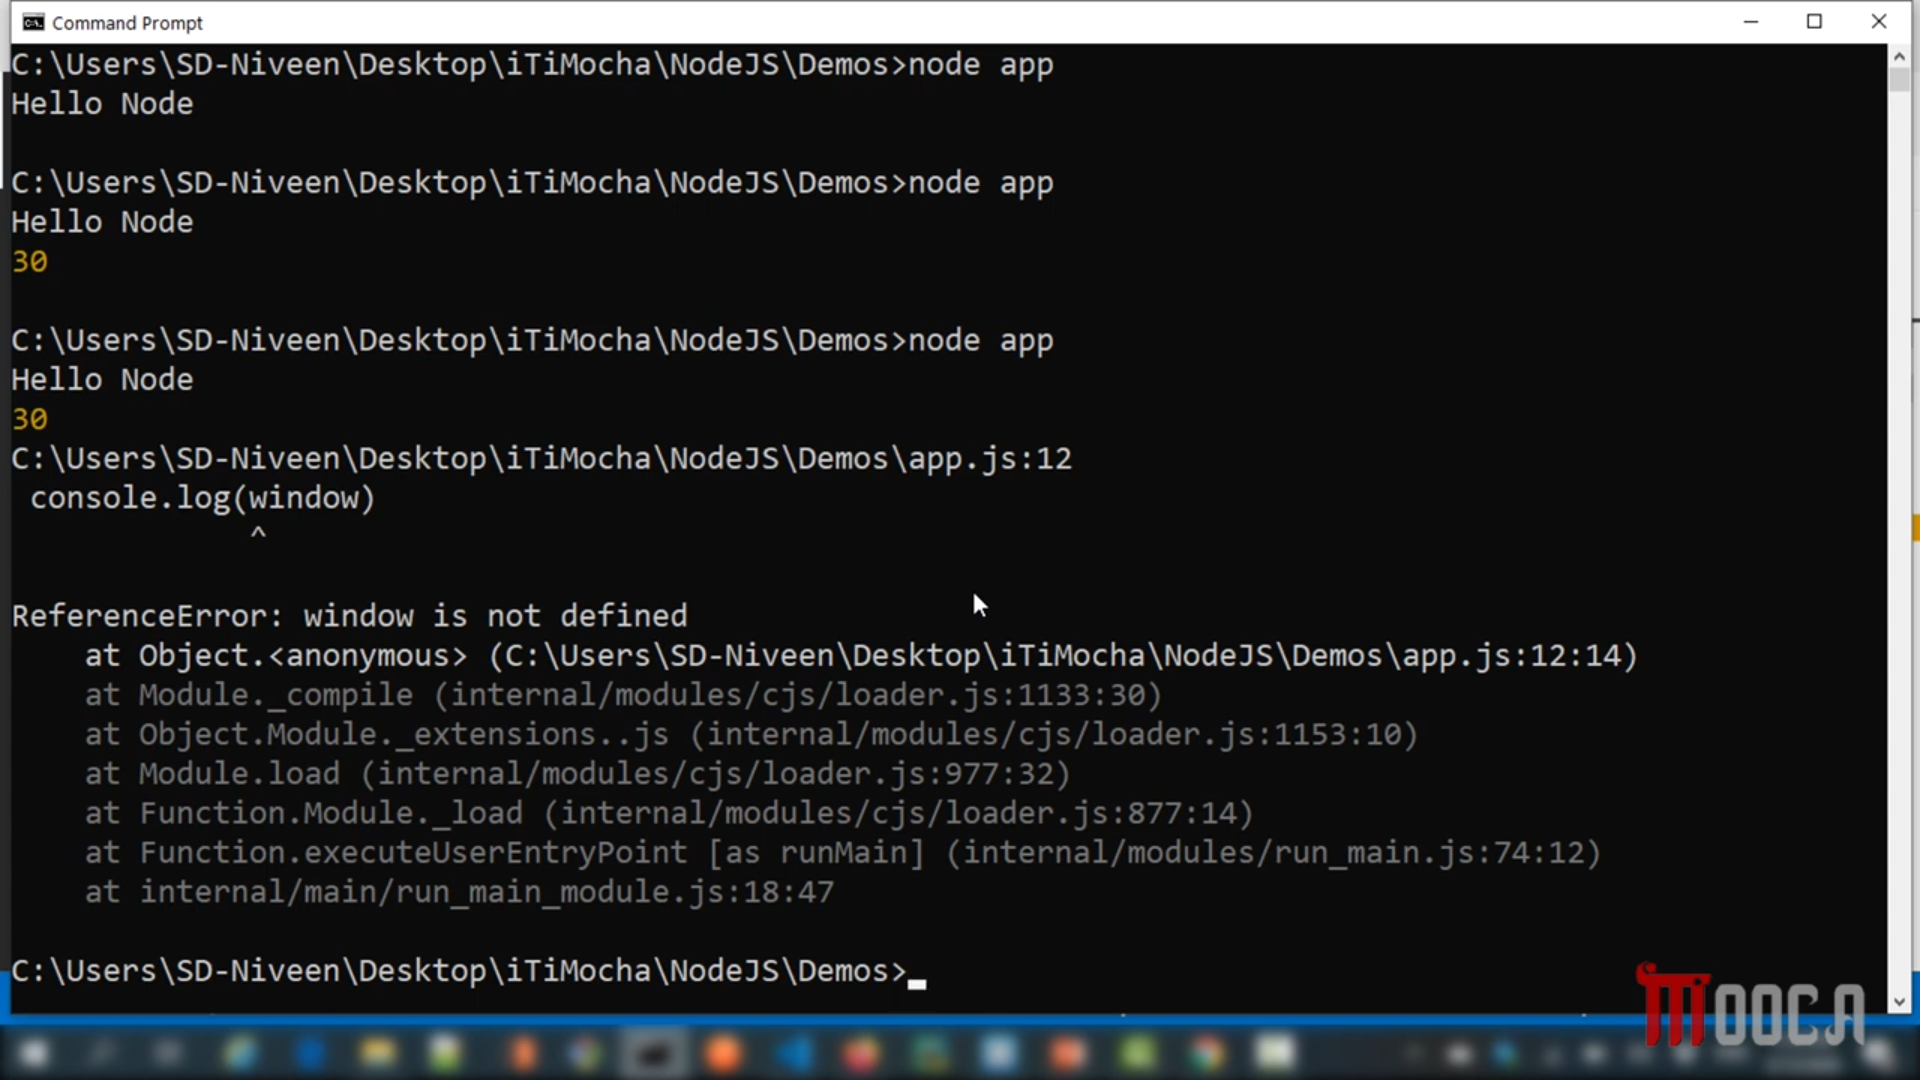 Command Prompt
C:\Users\SD-Niveen\Desktop\iTiMocha\NodeJS\Demos>node app
Hello Node
C:\Users\SD-Niveen\Desktop\iTiMocha\NodeJS\Demos>node app
Hello Node
30
C:\Users\SD-Niveen\Desktop\iTiMocha\NodeJS\Demos>node app
Hello Node
30
C:\Users\SD-Niveen\Desktop\iTiMocha\NodeJS\Demos\app.js:12
 console.log(window)
            ^
ReferenceError: window is not defined
    at Object.<anonymous> (C:\Users\SD-Niveen\Desktop\iTiMocha\NodeJS\Demos\app.js:12:14)
    at Module._compile (internal/modules/cjs/loader.js:1133:30)
    at Object.Module._extensions..js (internal/modules/cjs/loader.js:1153:10)
    at Module.load (internal/modules/cjs/loader.js:977:32)
    at Function.Module._load (internal/modules/cjs/loader.js:877:14)
    at Function.executeUserEntryPoint [as runMain] (internal/modules/run_main.js:74:12)
    at internal/main/run_main_module.js:18:47
C:\Users\SD-Niveen\Desktop\iTiMocha\NodeJS\Demos>
MOOCA